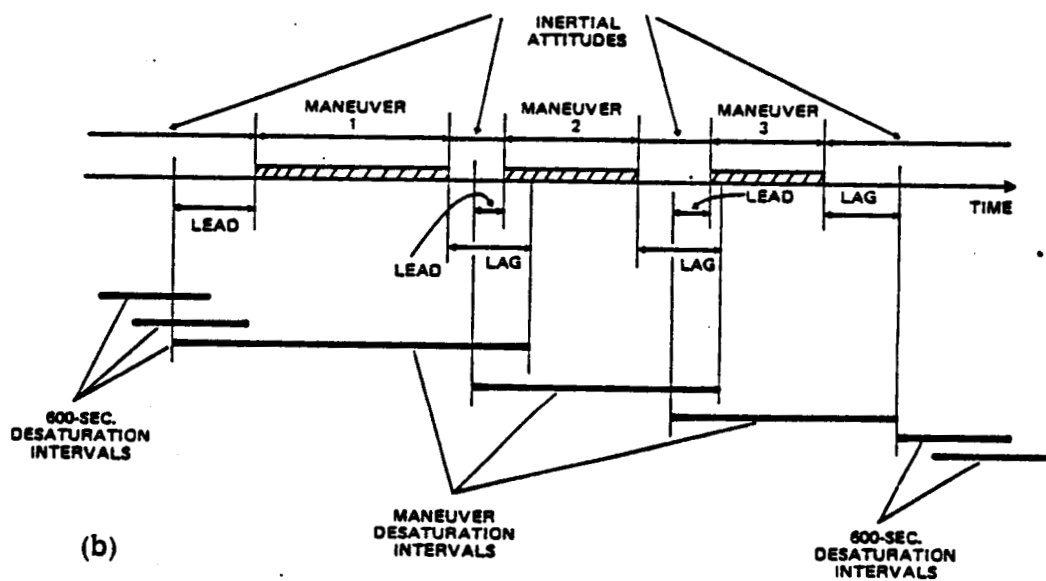 INERTIAL
ATTITUDES
MANEUVER
1
MANEUVER
2
MANEUVER
3
LEAD
LEAD
LAG
LEAD
LAG
LAG
TIME
600-SEC.
DESATURATION
INTERVALS
MANEUVER
DESATURATION
INTERVALS
600-SEC.
DESATURATION
INTERVALS
(b)